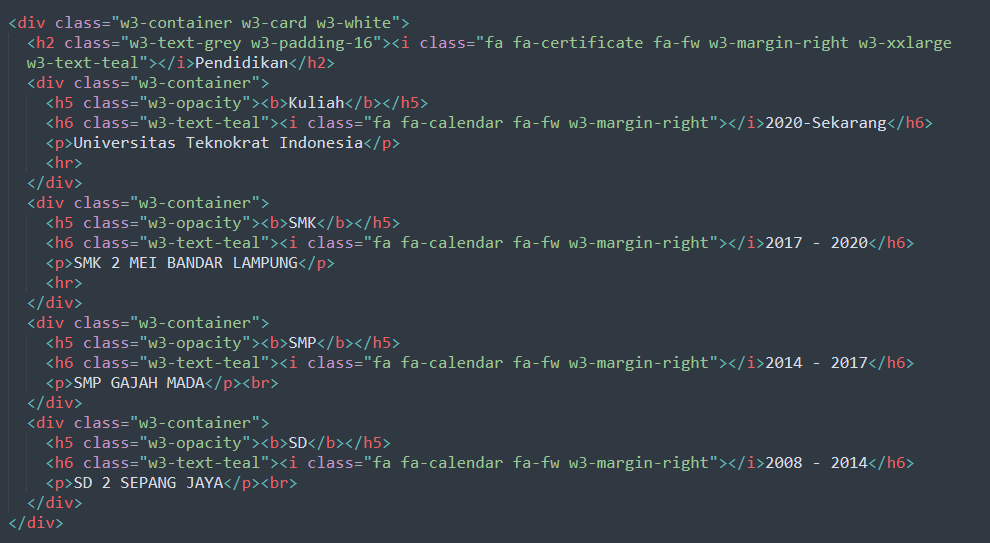 <div class="w3-container w3-card w3-white">
<h2 class="w3-text-grey w3-padding-16"><i class="fa fa-certificate fa-fw w3-margin-right w3-xxlarge
w3-text-teal"></i>Pendidikan</h2>
<div class="w3-container">
<h5 class="w3-opacity"><b>Kuliah</b></h5>
<h6 class="w3-text-teal"><i class="fa fa-calendar fa-fw w3-margin-right"></i>2020-Sekarang</h6>
<p>Universitas Teknokrat Indonesia</p>
<hr>
</div>
<div class="w3-container">
<h5 class="w3-opacity"><b>SMK</b></h5>
<h6 class="w3-text-teal"><i class="fa fa-calendar fa-fw w3-margin-right"></i>2017 - 2020</h6>
<p>SMK 2 MEI BANDAR LAMPUNG</p>
<hr>
</div>
<div class="w3-container">
<h5 class="w3-opacity"><b>SMP</b></h5>
<h6 class="w3-text-teal"><i class="fa fa-calendar fa-fw w3-margin-right"></i>2014 - 2017</h6>
<p>SMP GAJAH MADA</p><br>
</div>
<div class="w3-container">
<h5 class="w3-opacity"><b>SD</b></h5>
<h6 class="w3-text-teal"><i class="fa fa-calendar fa-fw w3-margin-right"></i>2008 - 2014</h6>
<p>SD 2 SEPANG JAYA</p><br>
</div>
</div>